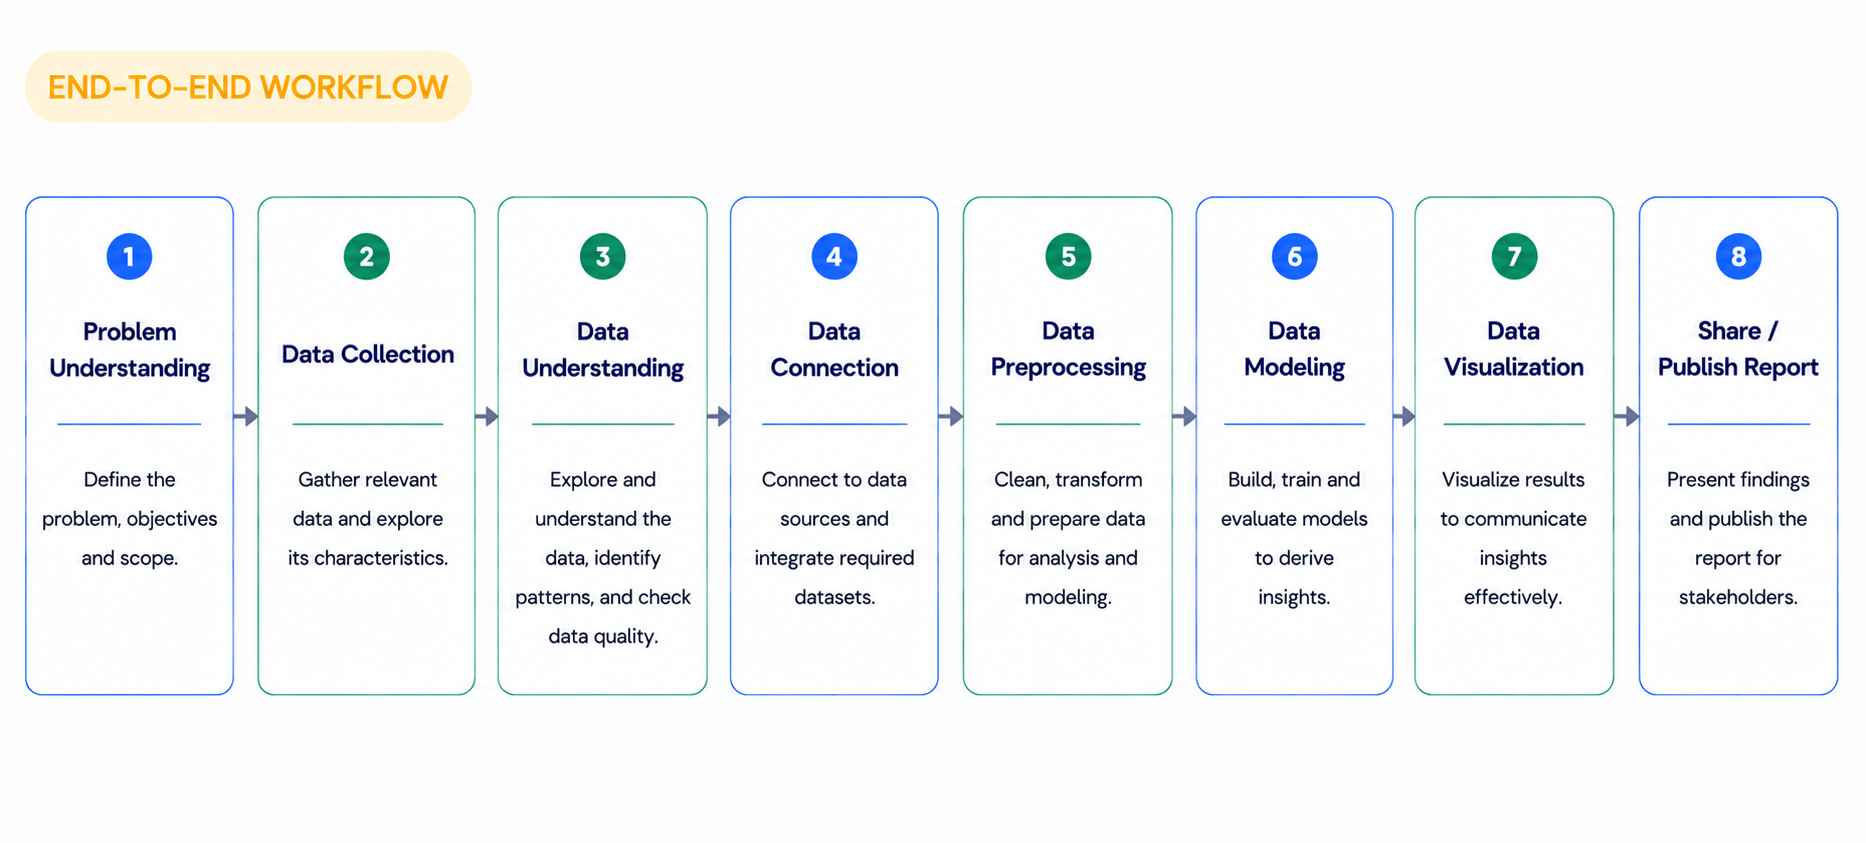 END-TO-END WORKFLOW
1
Problem
Understanding
Define the
problem, objectives
and scope.
2
Data Collection
Gather relevant
data and explore
its characteristics.
3
Data
Understanding
Explore and
understand the
data, identify
patterns, and check
data quality.
4
Data
Connection
Connect to data
sources and
integrate required
datasets.
5
Data
Preprocessing
Clean, transform
and prepare data
for analysis and
modeling.
6
Data
Modeling
Build, train and
evaluate models
to derive
insights.
7
Data
Visualization
Visualize results
to communicate
insights
effectively.
8
Share /
Publish Report
Present findings
and publish the
report for
stakeholders.